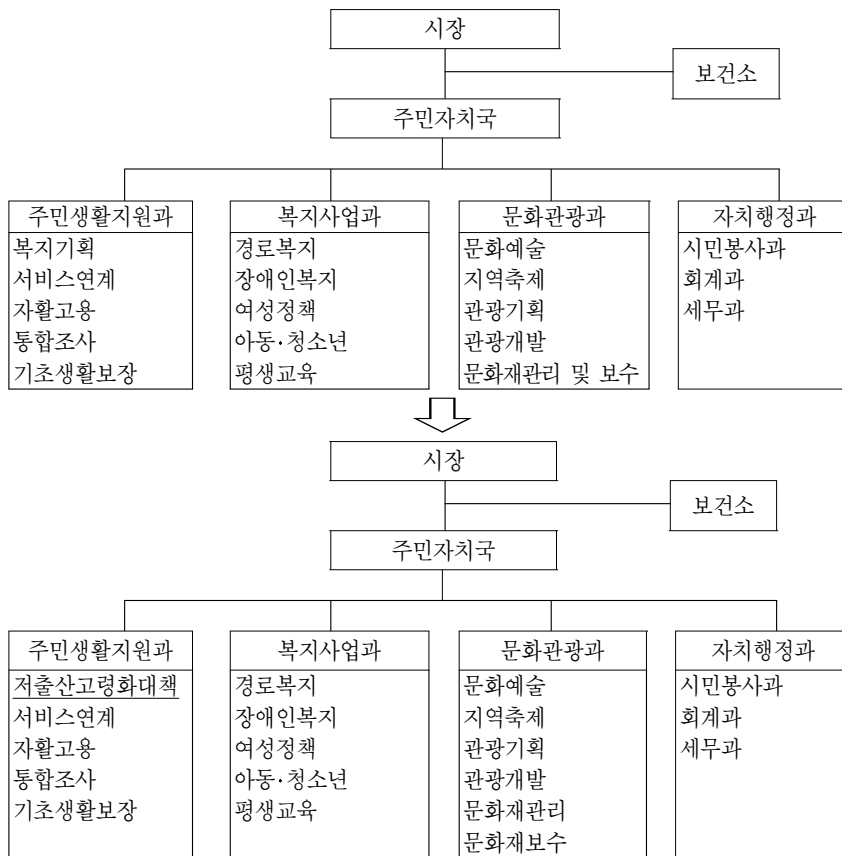 시장
보건소
주민자치국
주민생활지원과
복지기획
서비스연계
자활고용
통합조사
기초생활보장
복지사업과
경로복지
장애인복지
여성정책
아동·청소년
평생교육
문화관광과
문화예술
지역축제
관광기획
관광개발
문화재관리 및 보수
자치행정과
시민봉사과
회계과
세무과
시장
보건소
주민자치국
주민생활지원과
저출산고령화대책
서비스연계
자활고용
통합조사
기초생활보장
복지사업과
경로복지
장애인복지
여성정책
아동·청소년
평생교육
문화관광과
문화예술
지역축제
관광기획
관광개발
문화재관리
문화재보수
자치행정과
시민봉사과
회계과
세무과